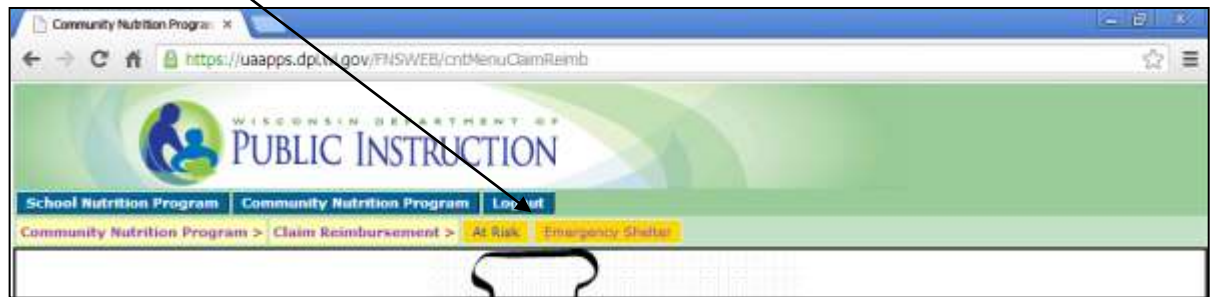 Community Nutrition Progra
https://uaapps.dpi.wi.gov/FNSWEB/cntMenuClaimReimb
WISCONSIN DEPARTMENT OF
PUBLIC INSTRUCTION
School Nutrition Program Community Nutrition Program Logout
Community Nutrition Program > Claim Reimbursement > At Risk Emergency Shelter